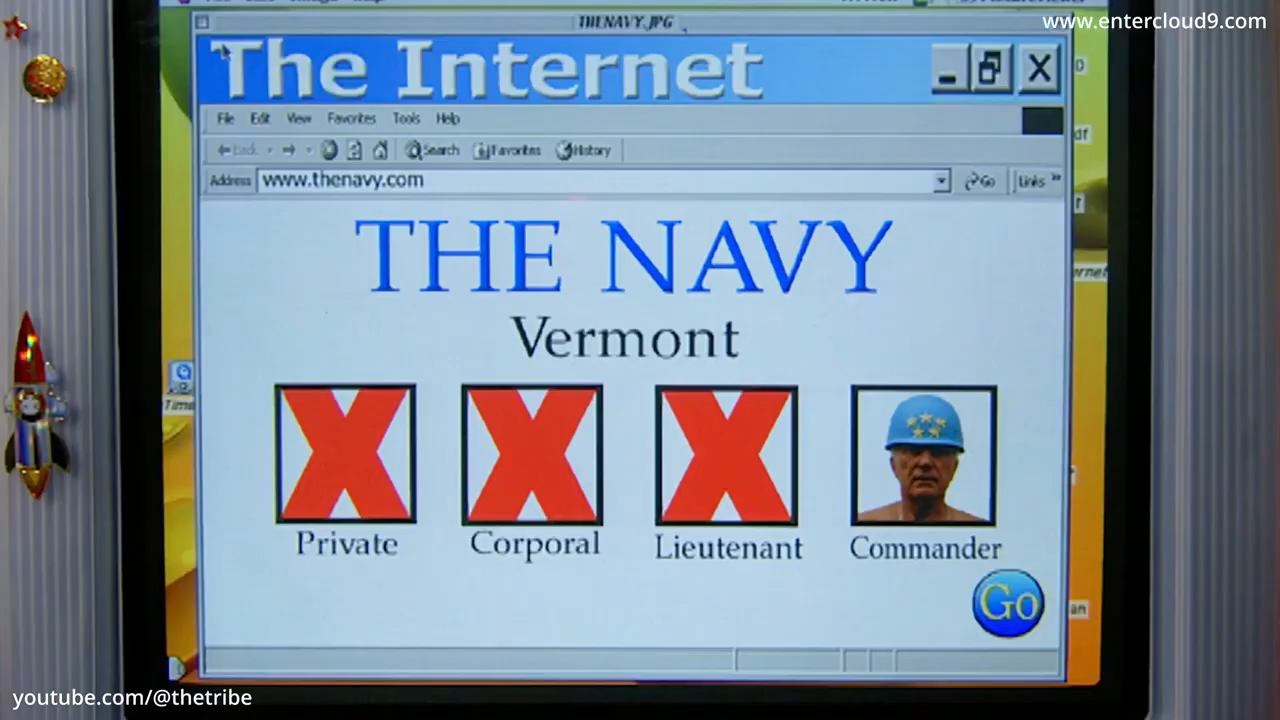 www.entercloud9.com
THENAVY.JPG
The Internet
File Edit View Favorites Tools Help
Back Search Favorites History
Address www.thenavy.com Go Links »
THE NAVY
Vermont
X X X
Private Corporal Lieutenant Commander
Go
youtube.com/@thetribe